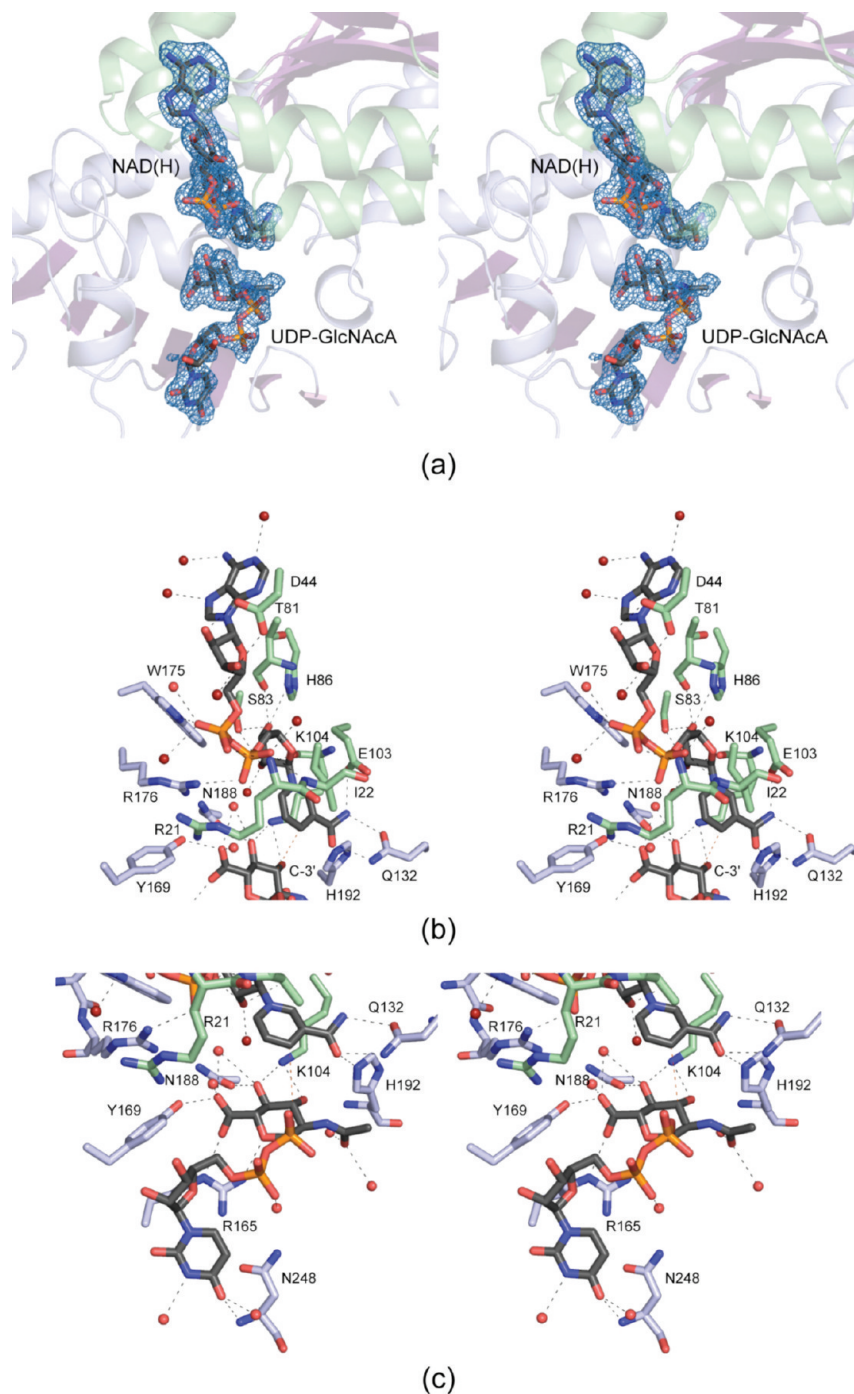 NAD(H)
NAD(H)
UDP-GlcNAcA
UDP-GlcNAcA
(a)
D44
D44
T81
T81
W175
H86
W175
H86
S83
S83
K104
K104
E103
E103
R176
N188
I22
R176
N188
I22
R21
R21
C-3'
C-3'
Y169
H192
Q132
Y169
H192
Q132
(b)
R176
R21
Q132
R176
R21
Q132
N188
K104
H192
N188
K104
H192
Y169
Y169
R165
R165
N248
N248
(c)